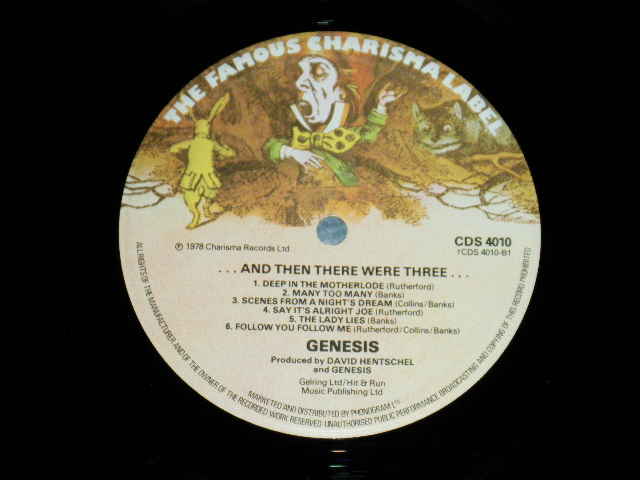 THE FAMOUS CHARISMA LABEL
℗ 1978 Charisma Records Ltd
CDS 4010
†CDS 4010-B1
...AND THEN THERE WERE THREE...
1. DEEP IN THE MOTHERLODE (Rutherford)
2. MANY TOO MANY (Banks)
3. SCENES FROM A NIGHT'S DREAM (Collins/Banks)
4. SAY IT'S ALRIGHT JOE (Rutherford)
5. THE LADY LIES (Banks)
6. FOLLOW YOU FOLLOW ME (Rutherford/Collins/Banks)
GENESIS
Produced by DAVID HENTSCHEL
and GENESIS
Gelring Ltd/Hit & Run
Music Publishing Ltd
MARKETED AND DISTRIBUTED BY PHONOGRAM LTD
ALL RIGHTS OF THE MANUFACTURER AND OF THE OWNER OF THE RECORDED WORK RESERVED. UNAUTHORISED PUBLIC PERFORMANCE BROADCASTING AND COPYING OF THIS RECORD PROHIBITED